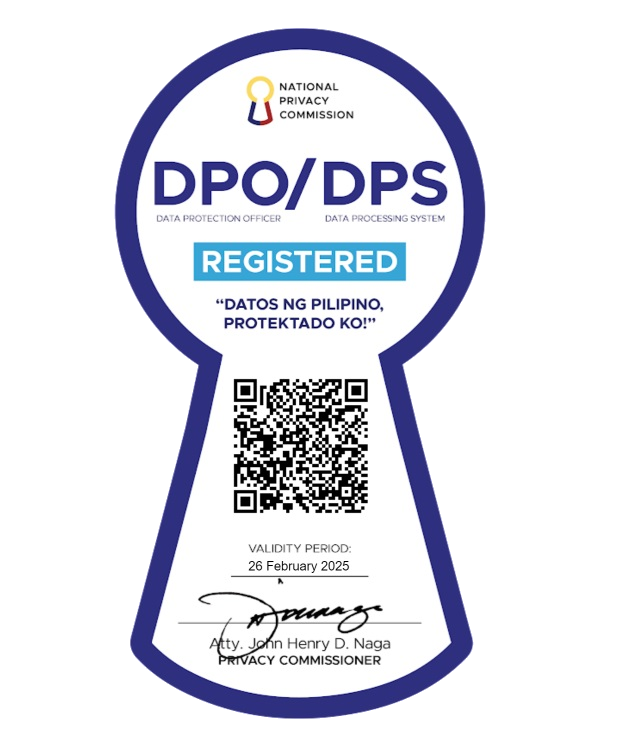 NATIONAL
PRIVACY
COMMISSION
DPO/DPS
DATA PROTECTION OFFICER DATA PROCESSING SYSTEM
REGISTERED
“DATOS NG PILIPINO,
PROTEKTADO KO!”
VALIDITY PERIOD:
26 February 2025
Atty. John Henry D. Naga
PRIVACY COMMISSIONER